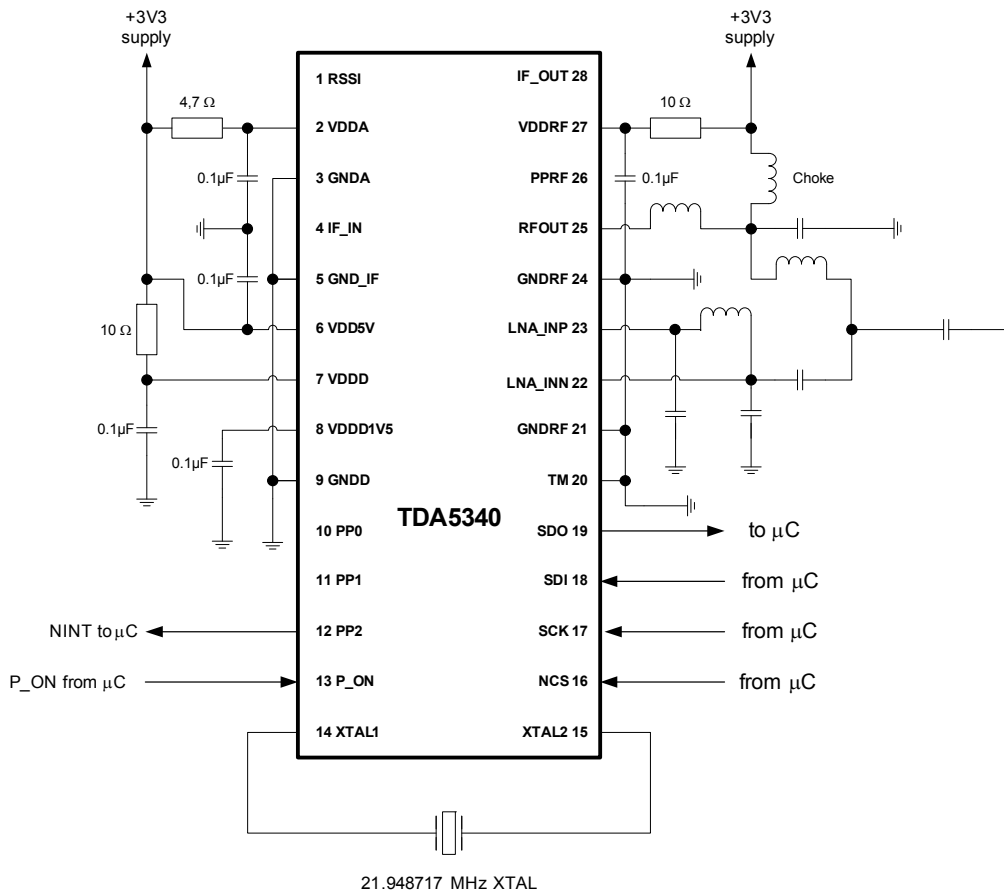 +3V3
supply
+3V3
supply
1 RSSI
IF_OUT 28
4,7 Ω
10 Ω
2 VDDA
VDDRF 27
0.1µF
3 GNDA
PPRF 26
0.1µF
Choke
4 IF_IN
RFOUT 25
0.1µF
5 GND_IF
GNDRF 24
10 Ω
6 VDD5V
LNA_INP 23
7 VDDD
LNA_INN 22
0.1µF
8 VDDD1V5
GNDRF 21
0.1µF
9 GNDD
TM 20
TDA5340
10 PP0
SDO 19
to µC
11 PP1
SDI 18
from µC
NINT to µC
12 PP2
SCK 17
from µC
P_ON from µC
13 P_ON
NCS 16
from µC
14 XTAL1
XTAL2 15
21.948717 MHz XTAL